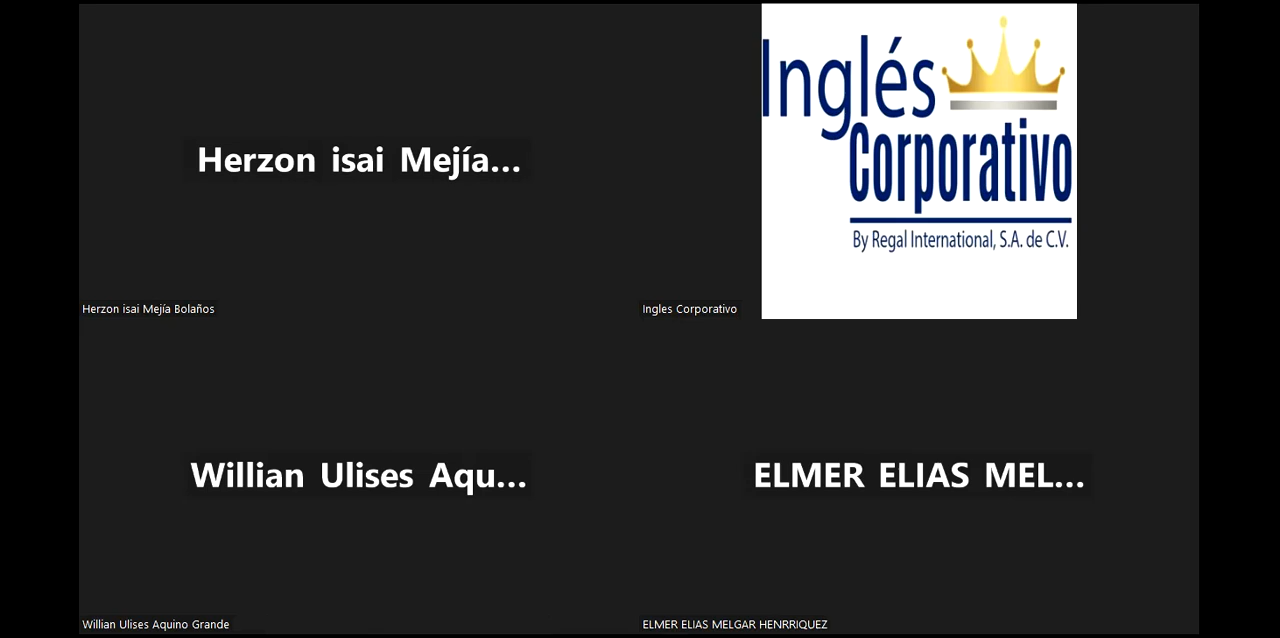 Herzon isai Mejía...
Herzon isai Mejía Bolaños
Inglés
Corporativo
By Regal International, S.A. de C.V.
Ingles Corporativo
Willian Ulises Aqu...
Willian Ulises Aquino Grande
ELMER ELIAS MEL...
ELMER ELIAS MELGAR HENRRIQUEZ